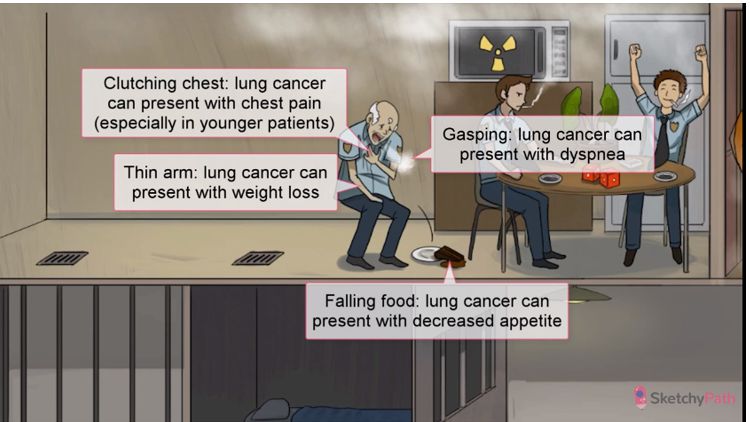 Clutching chest: lung cancer
can present with chest pain
(especially in younger patients)
Gasping: lung cancer can
present with dyspnea
Thin arm: lung cancer can
present with weight loss
Falling food: lung cancer can
present with decreased appetite
SketchyPath